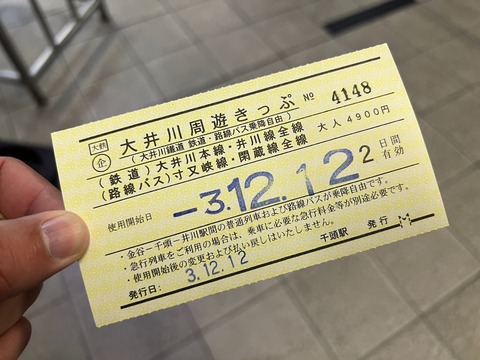 大鉄 企 大井川周遊きっぷ № 4148
(大井川鐵道 鉄道・路線バス乗降自由)
(鉄道)大井川本線・井川線全線
(路線バス)寸又峡線・閑蔵線全線 大人 4900円
使用開始日 -3.12.12 2日間有効
・金谷－千頭－井川駅間の普通列車および路線バスが乗降自由です。
・急行列車をご利用の場合は、乗車に必要な急行料金等が別途必要です。
・使用開始後の変更および払い戻しはいたしません。
発行日: 3.12.12 千頭駅 発行